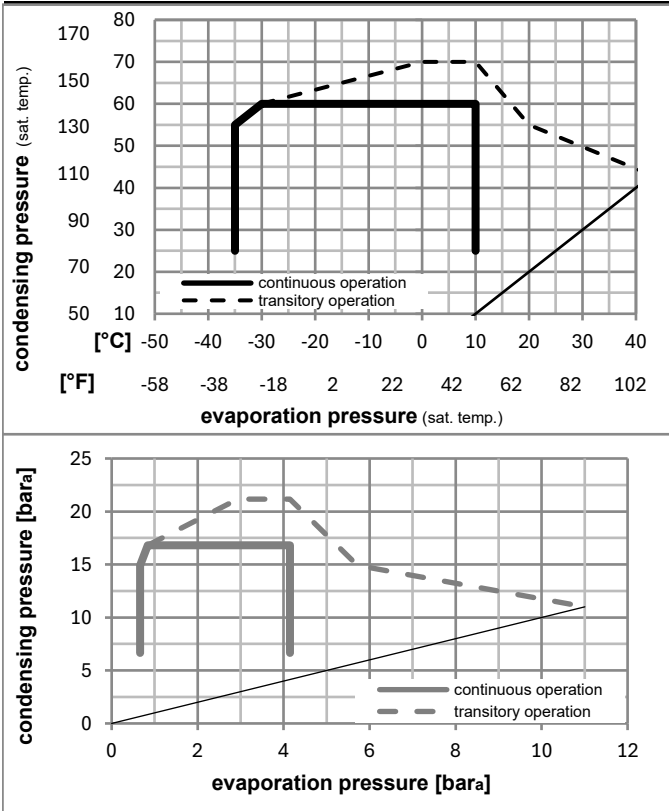 condensing pressure (sat. temp.)
170
150
130
110
90
70
50
80
70
60
50
40
30
20
10
continuous operation
transitory operation
[°C] -50 -40 -30 -20 -10 0 10 20 30 40
[°F] -58 -38 -18 2 22 42 62 82 102
evaporation pressure (sat. temp.)
condensing pressure [bara]
25
20
15
10
5
0
continuous operation
transitory operation
0 2 4 6 8 10 12
evaporation pressure [bara]